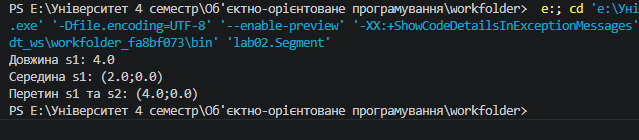 PS E:\Університет 4 семестр\Об'єктно-орієнтоване програмування\workfolder>  e:; cd 'e:\Уні
.exe' '-Dfile.encoding=UTF-8' '--enable-preview' '-XX:+ShowCodeDetailsInExceptionMessages'
dt_ws\workfolder_fa8bf073\bin' 'lab02.Segment'
Довжина s1: 4.0
Середина s1: (2.0;0.0)
Перетин s1 та s2: (4.0;0.0)
PS E:\Університет 4 семестр\Об'єктно-орієнтоване програмування\workfolder>